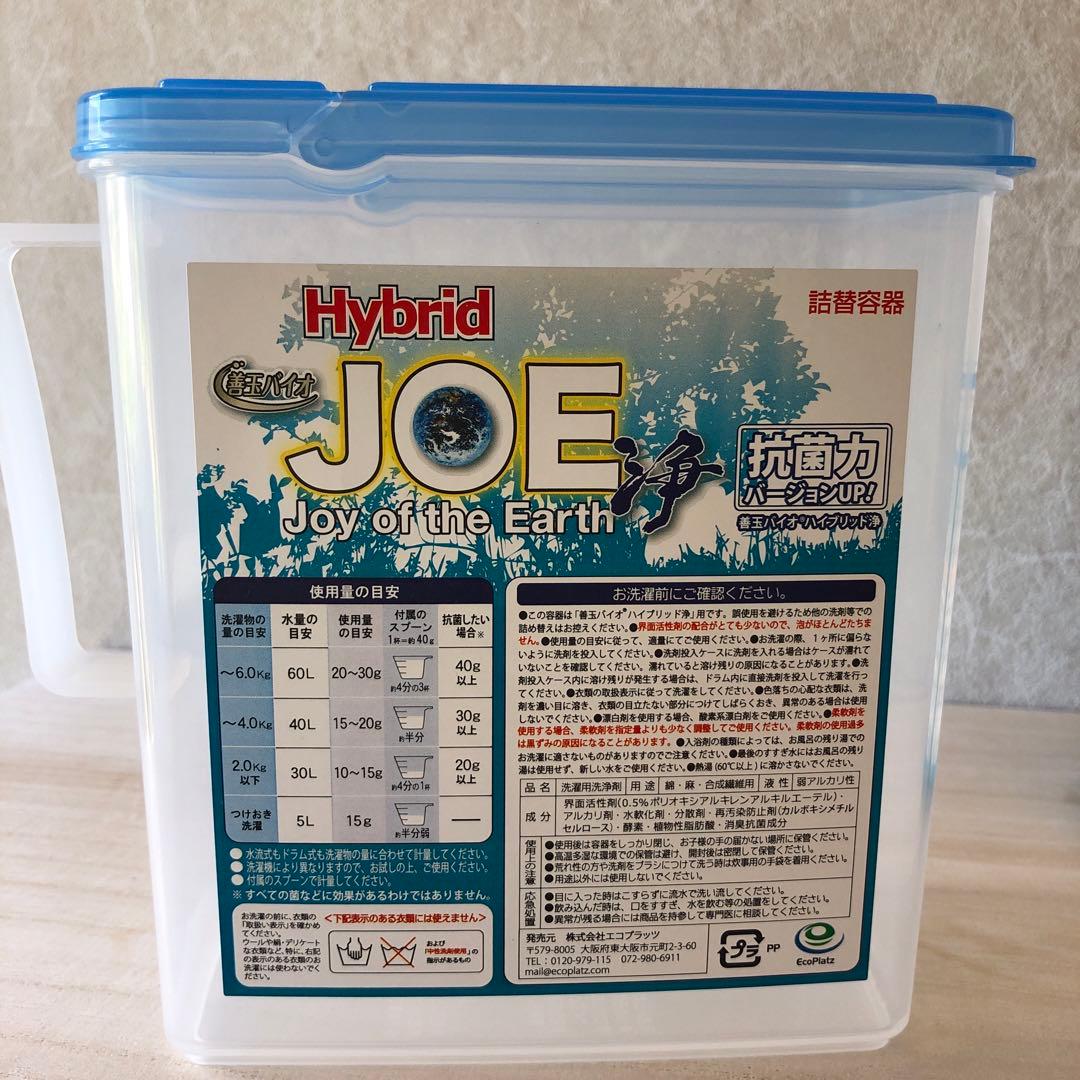 Hybrid
詰替容器
善玉バイオ
JOE
浄
Joy of the Earth
抗菌力
バージョンUP!
善玉バイオ®ハイブリッド浄
使用量の目安
洗濯物の量の目安 水量の目安 使用量の目安 付属のスプーン 1杯=約40g 抗菌したい場合※
～6.0Kg 60L 20～30g 約4分の3杯 40g以上
～4.0Kg 40L 15～20g 約半分 30g以上
2.0Kg以下 30L 10～15g 約4分の1杯 20g以上
つけおき洗濯 5L 15g 約半分弱 ―
●水流式もドラム式も洗濯物の量に合わせて計量してください。
●洗濯機により異なりますので、お試しの上、ご使用ください。
●付属のスプーンで計量してください。
※すべての菌などに効果があるわけではありません。
お洗濯の前に、衣類の
「取扱い表示」を確かめ
てください。
ウールや絹・デリケート
な衣類など、特に、右記
の表示のある衣類のお
洗濯には使わないでく
ださい。
<下記表示のある衣類には使えません>
および
「中性洗剤使用」の
指示があるもの
お洗濯前にご確認ください。
●この容器は「善玉バイオ®ハイブリッド浄」用です。誤使用を避けるため他の洗剤等での
詰め替えはお控えください。●界面活性剤の配合がとても少ないので、泡がほとんどたちま
せん。●使用量の目安に従って、適量にてご使用ください。●お洗濯の際、1ヶ所に偏らな
いように洗剤を投入してください。●洗剤投入ケースに洗剤を入れる場合はケースが濡れて
いないことを確認してください。濡れていると溶け残りの原因になることがあります。●洗
剤投入ケース内に溶け残りが発生する場合は、ドラム内に直接洗剤を投入して洗濯を行っ
てください。●衣類の取扱表示に従って洗濯をしてください。●色落ちの心配な衣類は、洗
剤を濃い目に溶き、衣類の目立たない部分につけてしばらくおき、異常のある場合は使用
しないでください。●漂白剤を使用する場合、酸素系漂白剤をご使用ください。●柔軟剤を
使用する場合、柔軟剤を指定量よりも少なく調整してご使用ください。柔軟剤の使用過多
は黒ずみの原因になることがあります。●入浴剤の種類によっては、お風呂の残り湯での
お洗濯に適さないものがありますのでご注意ください。●最後のすすぎ水にはお風呂の残り
湯は使用せず、新しい水をご使用ください。●熱湯(60℃以上)に溶かさないでください。
品名 洗濯用洗浄剤 用途 綿・麻・合成繊維用 液性 弱アルカリ性
成分 界面活性剤(0.5%ポリオキシアルキレンアルキルエーテル)・
アルカリ剤・水軟化剤・分散剤・再汚染防止剤(カルボキシメチル
セルロース)・酵素・植物性脂肪酸・消臭抗菌成分
使用上の注意
●使用後は容器をしっかり閉じ、お子様の手の届かない場所に保管ください。
●高温多湿な環境での保管は避け、開封後は密閉して保管ください。
●荒れ性の方や洗剤をブラシにつけて洗う時は炊事用の手袋を着用ください。
●用途以外には使用しないでください。
応急処置
●目に入った時はこすらずに流水で洗い流してください。
●飲み込んだ時は、口をすすぎ、水を飲む等の処置をしてください。
●異常が残る場合には商品を持参して専門医に相談してください。
発売元 株式会社エコプラッツ
〒579-8005 大阪府東大阪市元町2-3-60
TEL:0120-979-115 072-980-6911
mail@ecoplatz.com
プラ PP
EcoPlatz